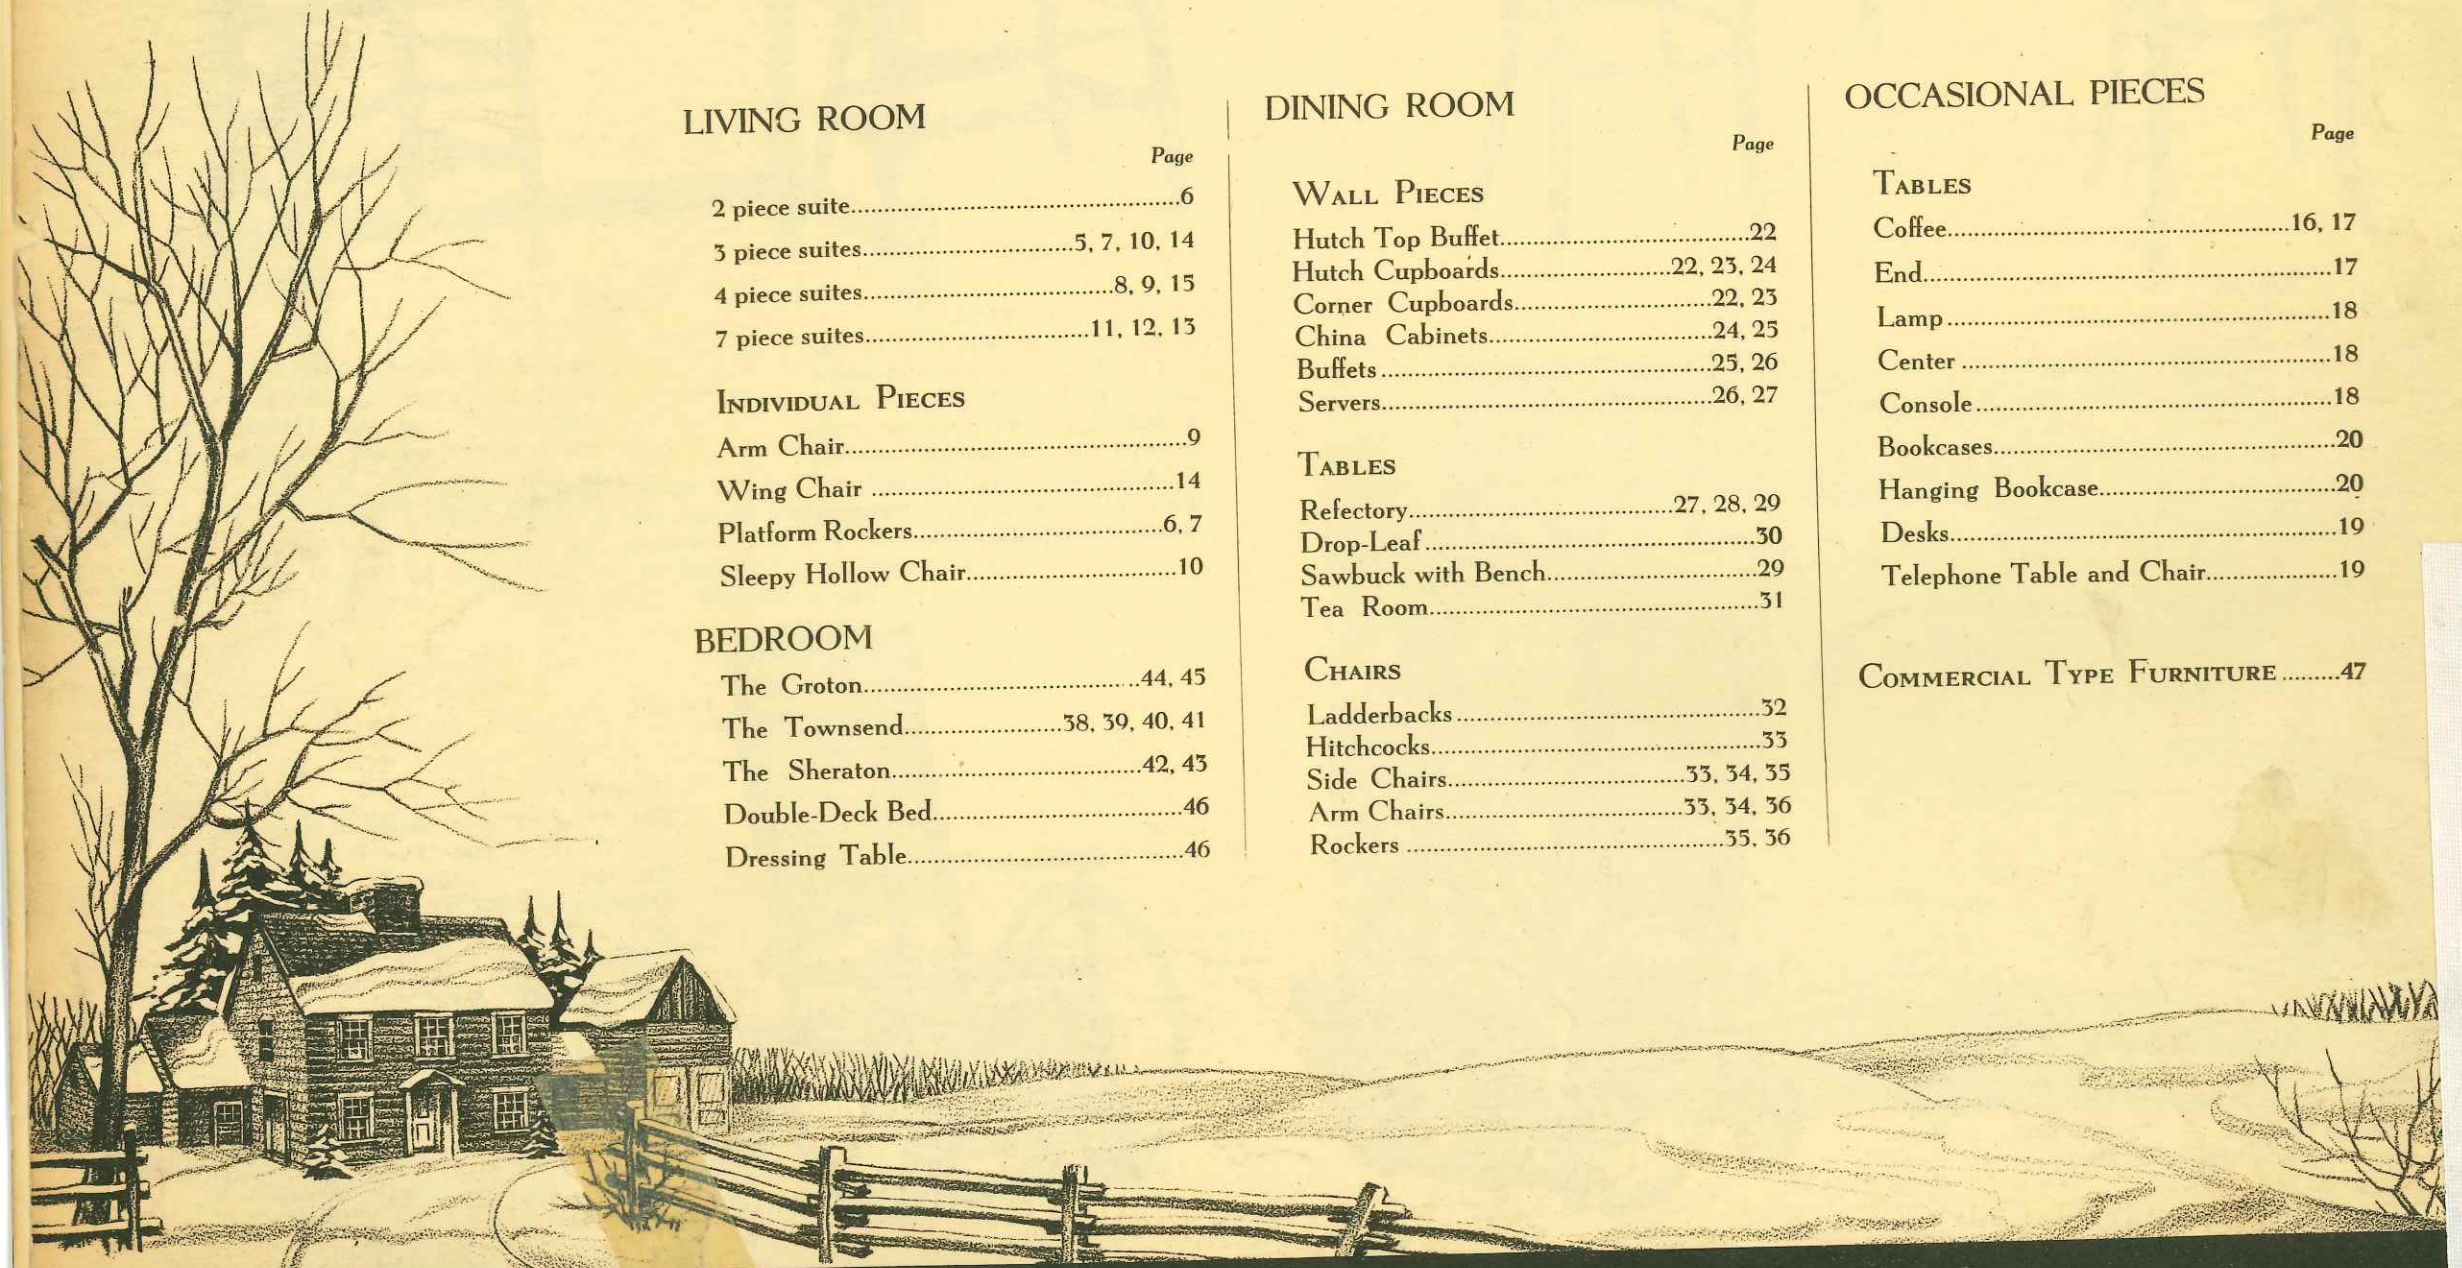 LIVING ROOM
Page
2 piece suite..................................................6
3 piece suites................................5, 7, 10, 14
4 piece suites......................................8, 9, 15
7 piece suites..................................11, 12, 13
INDIVIDUAL PIECES
Arm Chair....................................................9
Wing Chair ..............................................14
Platform Rockers......................................6, 7
Sleepy Hollow Chair................................10
BEDROOM
The Groton..........................................44, 45
The Townsend........................38, 39, 40, 41
The Sheraton......................................42, 43
Double-Deck Bed......................................46
Dressing Table..........................................46
DINING ROOM
Page
WALL PIECES
Hutch Top Buffet......................................22
Hutch Cupboards..........................22, 23, 24
Corner Cupboards..............................22, 23
China Cabinets..................................24, 25
Buffets..................................................25, 26
Servers..................................................26, 27
TABLES
Refectory........................................27, 28, 29
Drop-Leaf..................................................30
Sawbuck with Bench................................29
Tea Room..................................................31
CHAIRS
Ladderbacks..............................................32
Hitchcocks..................................................33
Side Chairs....................................33, 34, 35
Arm Chairs....................................33, 34, 36
Rockers ................................................35, 36
OCCASIONAL PIECES
Page
TABLES
Coffee....................................................16, 17
End..............................................................17
Lamp..........................................................18
Center ........................................................18
Console......................................................18
Bookcases....................................................20
Hanging Bookcase....................................20
Desks..........................................................19
Telephone Table and Chair....................19
COMMERCIAL TYPE FURNITURE.........47